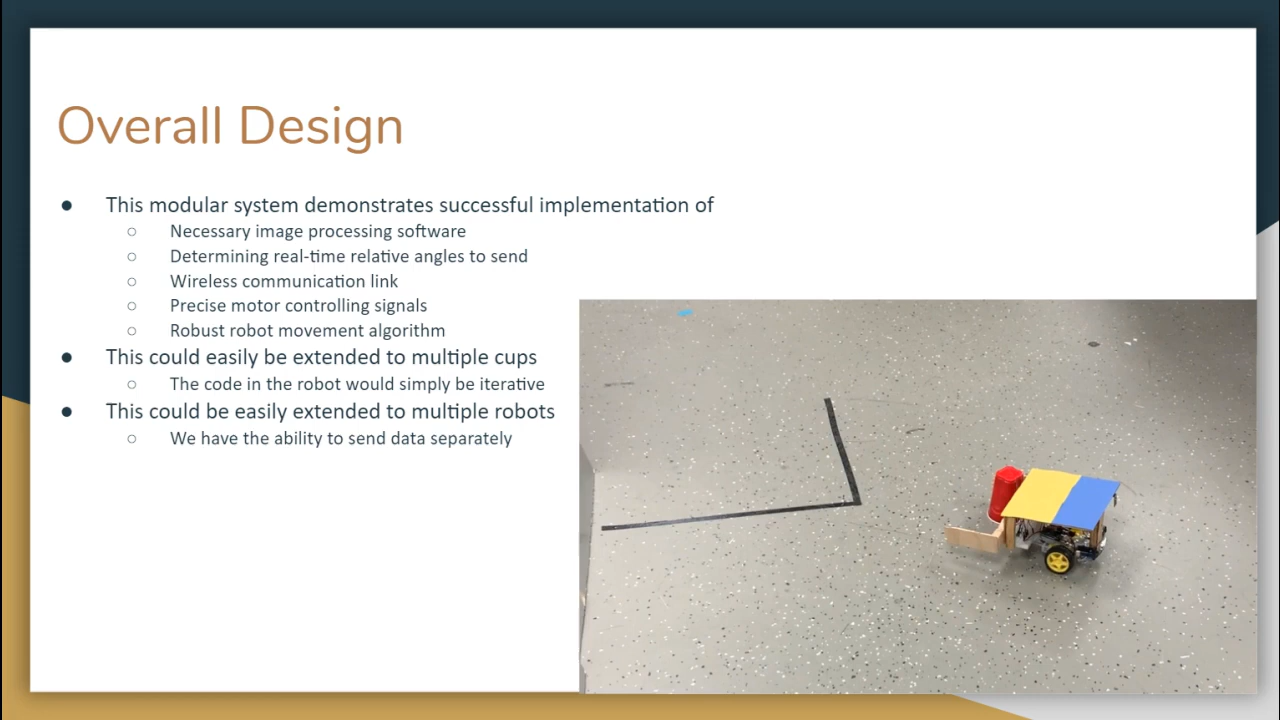 Overall Design
● This modular system demonstrates successful implementation of
○ Necessary image processing software
○ Determining real-time relative angles to send
○ Wireless communication link
○ Precise motor controlling signals
○ Robust robot movement algorithm
● This could easily be extended to multiple cups
○ The code in the robot would simply be iterative
● This could be easily extended to multiple robots
○ We have the ability to send data separately